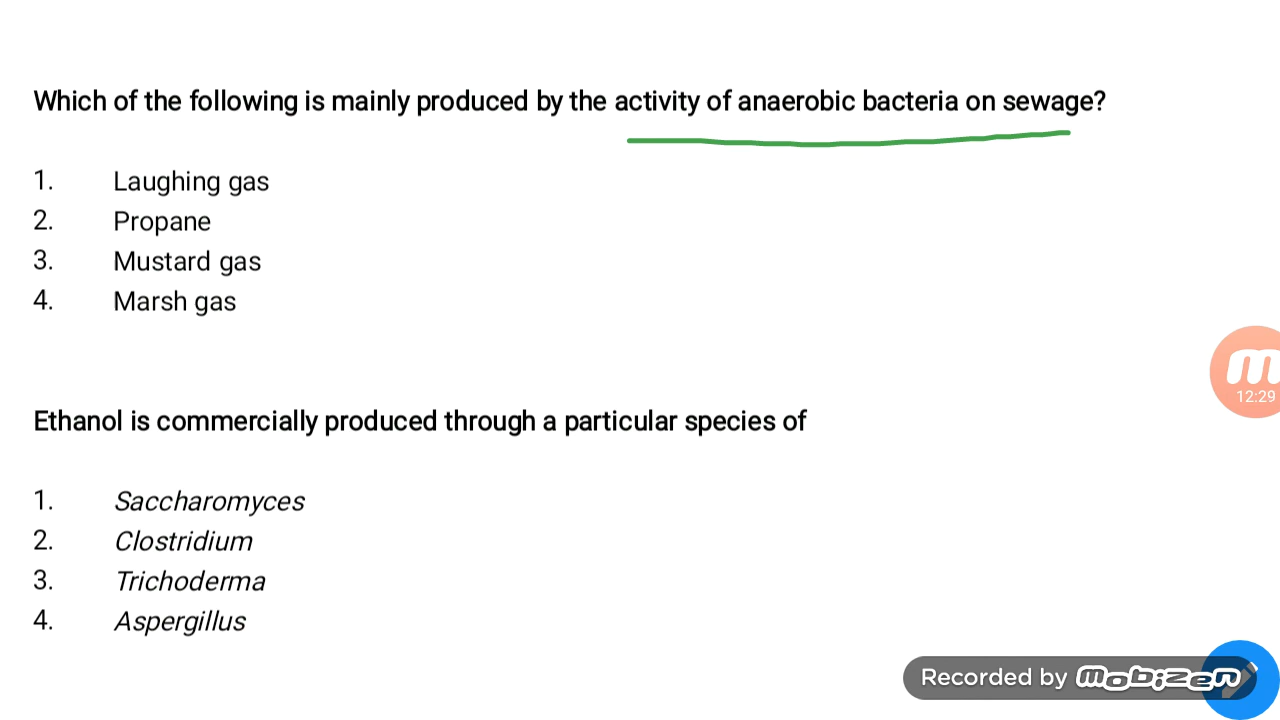 Which of the following is mainly produced by the activity of anaerobic bacteria on sewage?
1. Laughing gas
2. Propane
3. Mustard gas
4. Marsh gas
12:29
Ethanol is commercially produced through a particular species of
1. Saccharomyces
2. Clostridium
3. Trichoderma
4. Aspergillus
Recorded by Mobizen